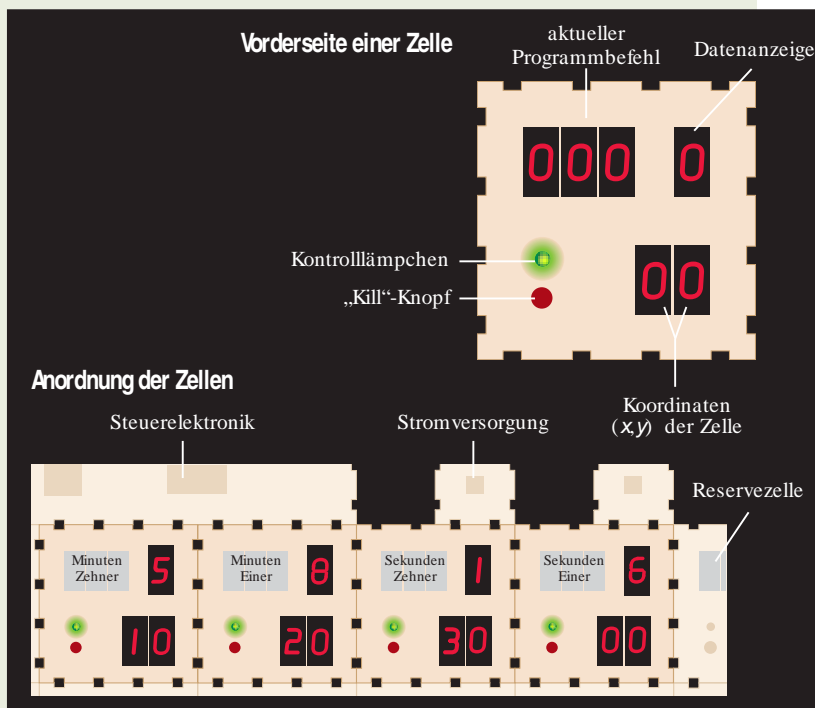 Vorderseite einer Zelle
aktueller
Programmbefehl
Datenanzeige
000
0
Kontrolllämpchen
„Kill“-Knopf
00
Anordnung der Zellen
Koordinaten
(x,y) der Zelle
Steuerelektronik
Stromversorgung
Reservezelle
Minuten
Zehner
5
10
Minuten
Einer
8
20
Sekunden
Zehner
1
30
Sekunden
Einer
6
00